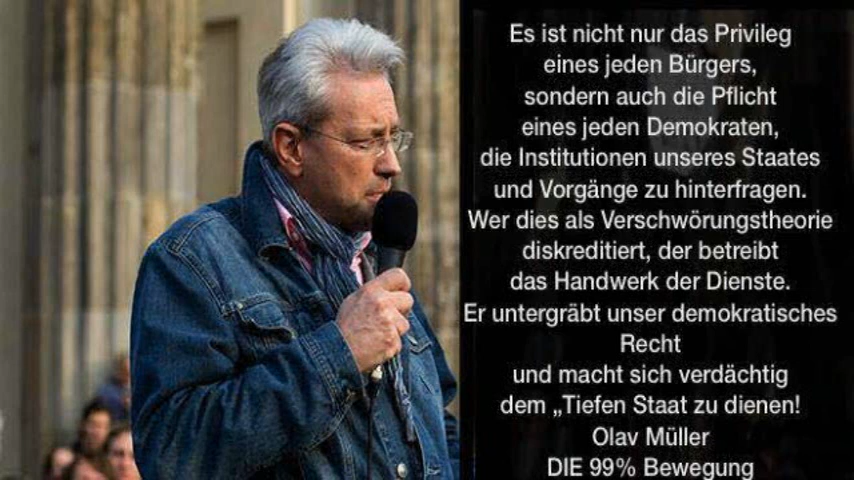 Es ist nicht nur das Privileg
eines jeden Bürgers,
sondern auch die Pflicht
eines jeden Demokraten,
die Institutionen unseres Staates
und Vorgänge zu hinterfragen.
Wer dies als Verschwörungstheorie
diskreditiert, der betreibt
das Handwerk der Dienste.
Er untergräbt unser demokratisches
Recht
und macht sich verdächtig
dem „Tiefen Staat zu dienen!
Olav Müller
DIE 99% Bewegung